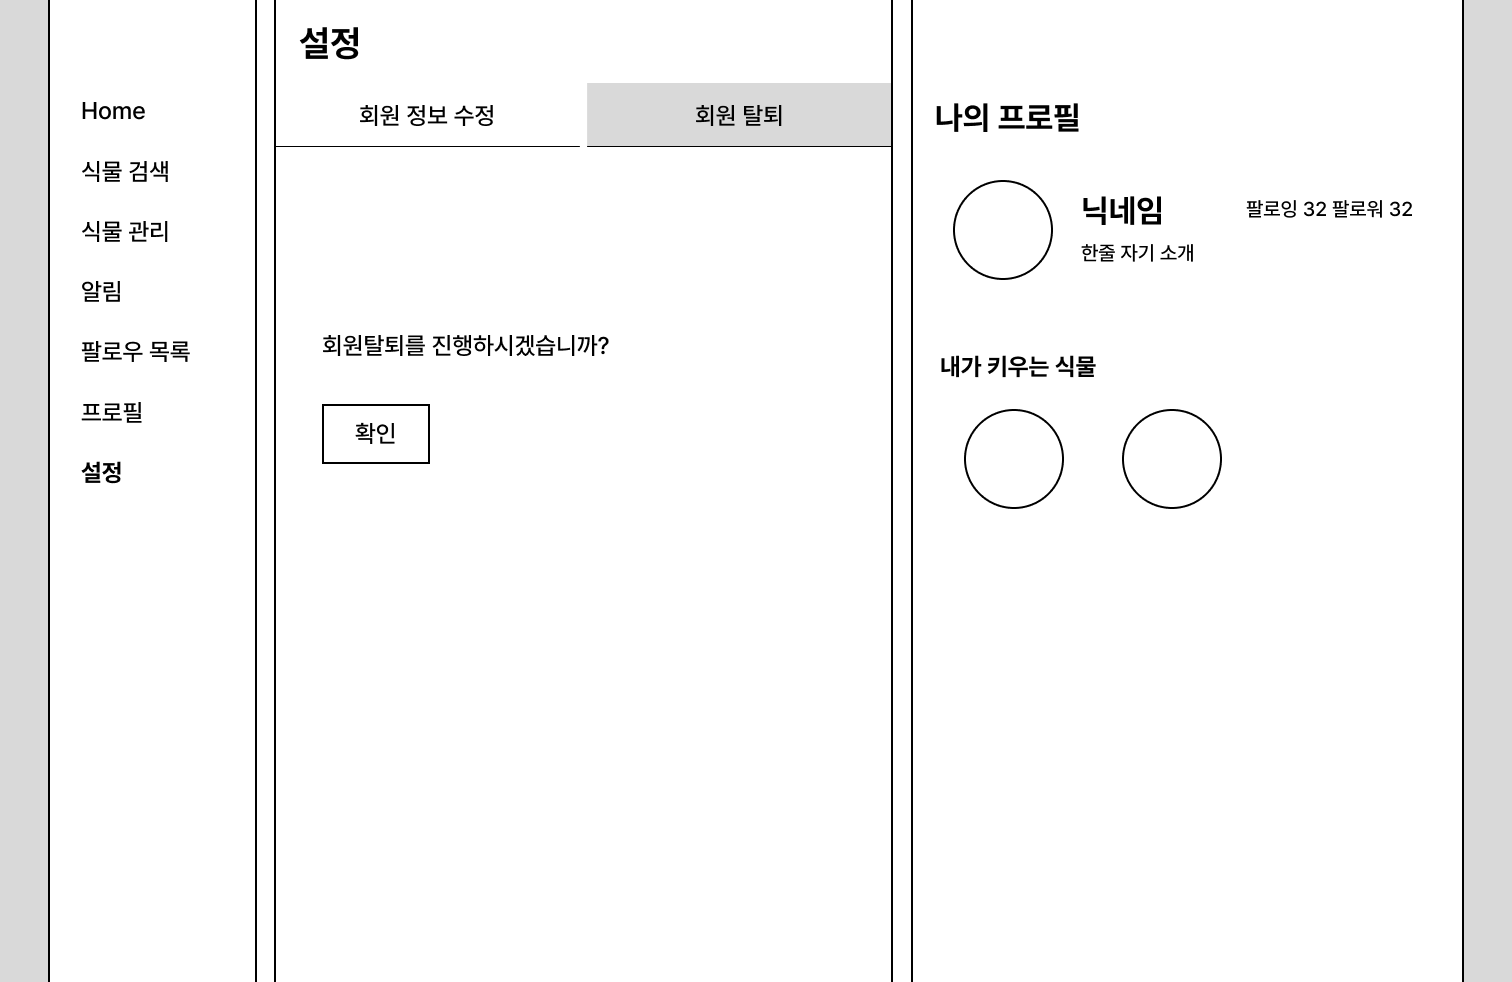 Home
식물 검색
식물 관리
알림
팔로우 목록
프로필
설정
설정
회원 정보 수정
회원 탈퇴
회원탈퇴를 진행하시겠습니까?
확인
나의 프로필
닉네임
팔로잉 32 팔로워 32
한줄 자기 소개
내가 키우는 식물